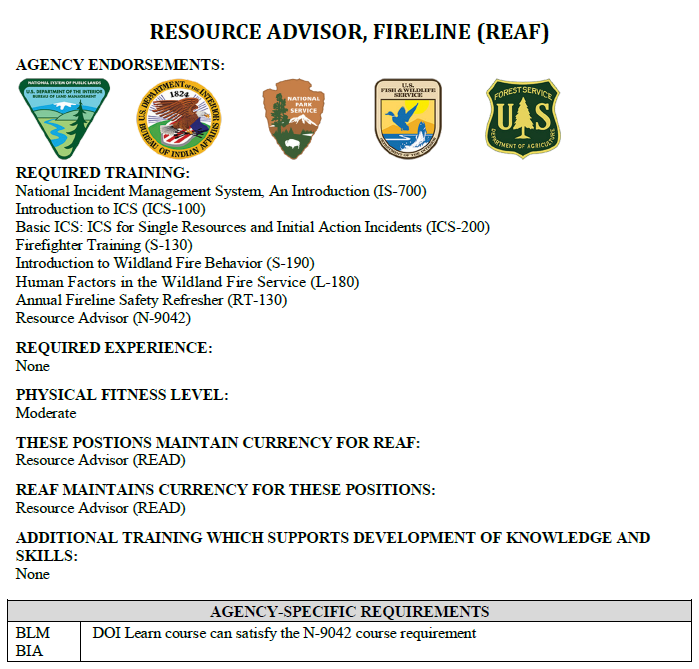 RESOURCE ADVISOR, FIRELINE (REAF)
AGENCY ENDORSEMENTS:
NATIONAL SYSTEM OF PUBLIC LANDS
U.S. DEPARTMENT OF THE INTERIOR
BUREAU OF LAND MANAGEMENT
U.S. DEPARTMENT OF THE INTERIOR
1824
BUREAU OF INDIAN AFFAIRS
NATIONAL
PARK
SERVICE
U.S.
FISH & WILDLIFE
SERVICE
DEPARTMENT OF THE INTERIOR
FOREST SERVICE
U S
DEPARTMENT OF AGRICULTURE
REQUIRED TRAINING:
National Incident Management System, An Introduction (IS-700)
Introduction to ICS (ICS-100)
Basic ICS: ICS for Single Resources and Initial Action Incidents (ICS-200)
Firefighter Training (S-130)
Introduction to Wildland Fire Behavior (S-190)
Human Factors in the Wildland Fire Service (L-180)
Annual Fireline Safety Refresher (RT-130)
Resource Advisor (N-9042)
REQUIRED EXPERIENCE:
None
PHYSICAL FITNESS LEVEL:
Moderate
THESE POSTIONS MAINTAIN CURRENCY FOR REAF:
Resource Advisor (READ)
REAF MAINTAINS CURRENCY FOR THESE POSITIONS:
Resource Advisor (READ)
ADDITIONAL TRAINING WHICH SUPPORTS DEVELOPMENT OF KNOWLEDGE AND
SKILLS:
None
AGENCY-SPECIFIC REQUIREMENTS
BLM DOI Learn course can satisfy the N-9042 course requirement
BIA